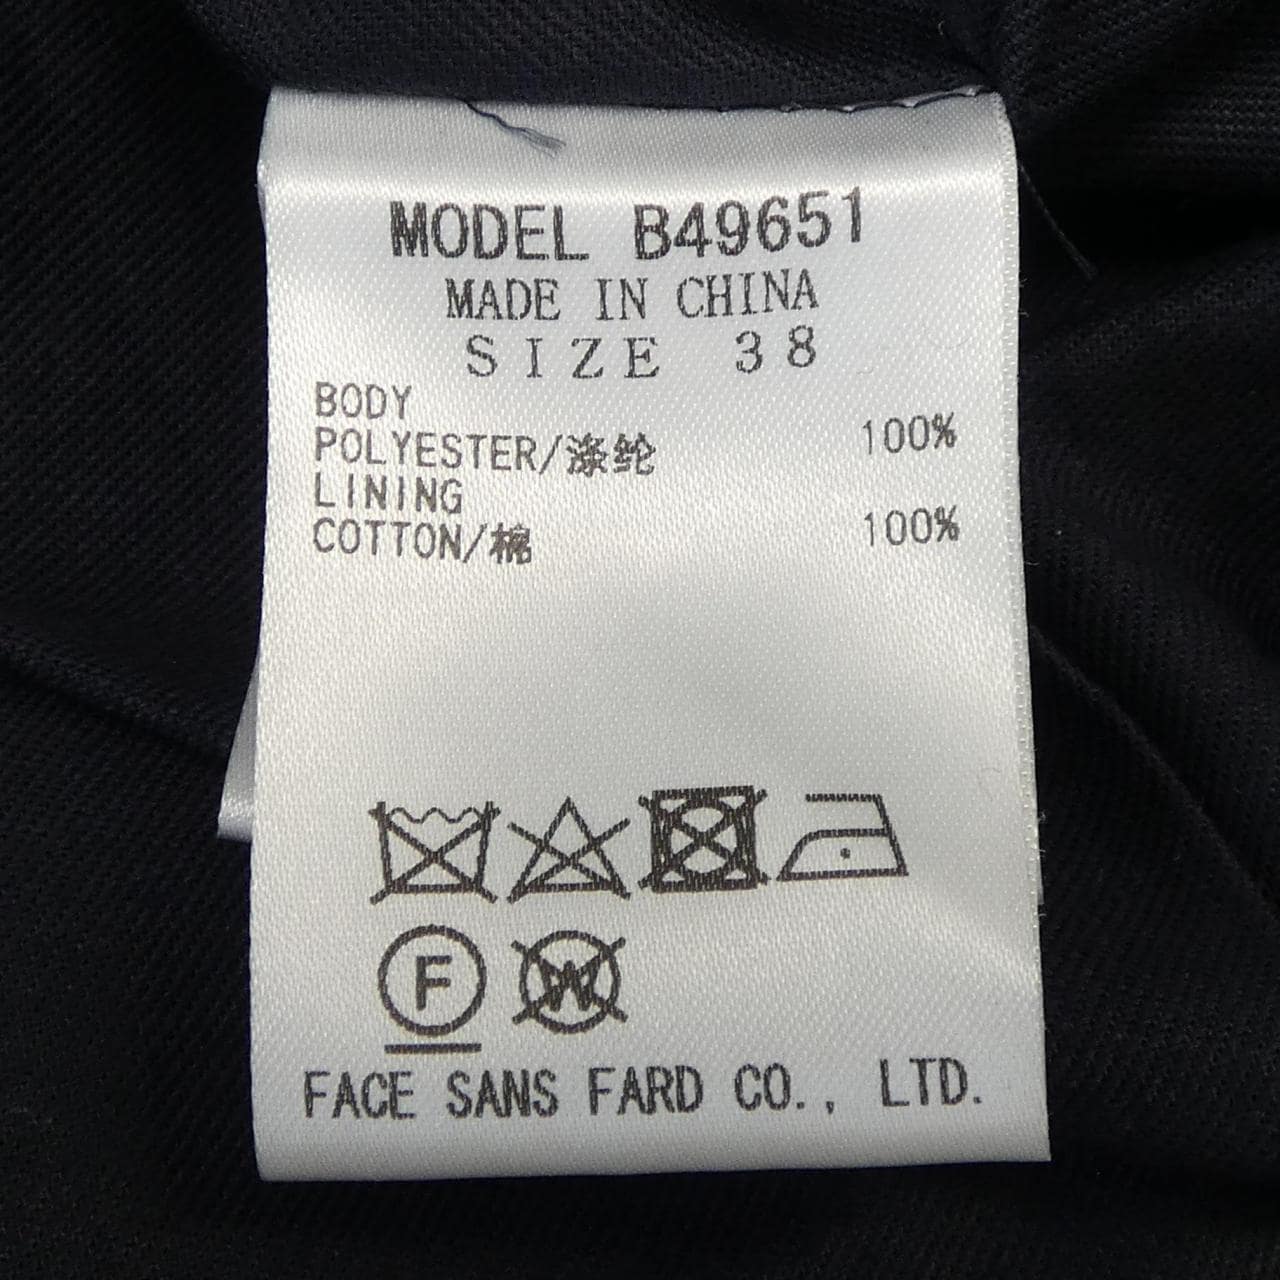 MODEL B49651
MADE IN CHINA
SIZE 38
BODY
POLYESTER/涤纶 100%
LINING
COTTON/棉 100%
F W
FACE SANS FARD CO., LTD.